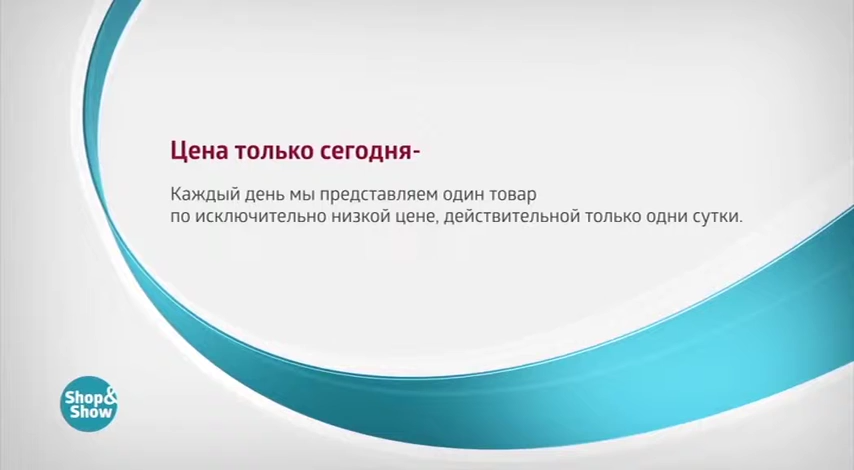 Цена только сегодня-
Каждый день мы представляем один товар
по исключительно низкой цене, действительной только одни сутки.
Shop&
Show